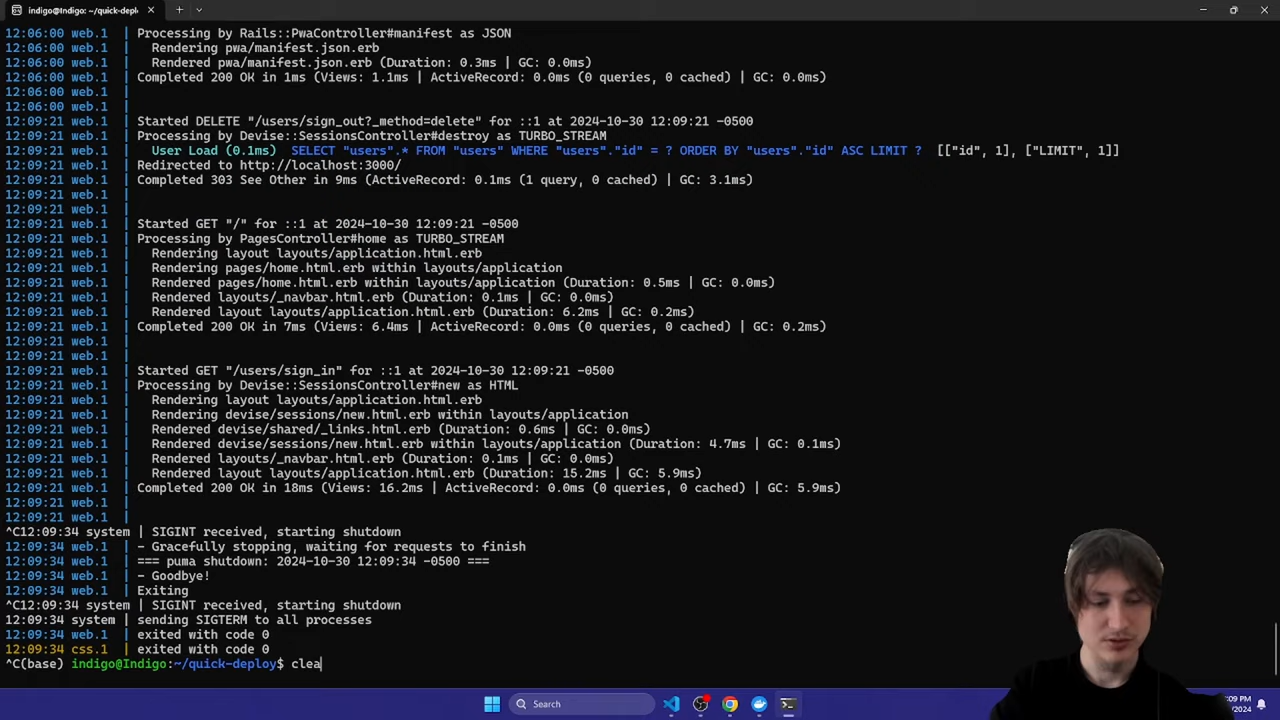 indigo@Indigo: ~/quick-depl
12:06:00 web.1 | Processing by Rails::PwaController#manifest as JSON
12:06:00 web.1 | Rendering pwa/manifest.json.erb
12:06:00 web.1 | Rendered pwa/manifest.json.erb (Duration: 0.3ms | GC: 0.0ms)
12:06:00 web.1 | Completed 200 OK in 1ms (Views: 1.1ms | ActiveRecord: 0.0ms (0 queries, 0 cached) | GC: 0.0ms)
12:06:00 web.1 |
12:06:00 web.1 |
12:09:21 web.1 | Started DELETE "/users/sign_out?_method=delete" for ::1 at 2024-10-30 12:09:21 -0500
12:09:21 web.1 | Processing by Devise::SessionsController#destroy as TURBO_STREAM
12:09:21 web.1 | User Load (0.1ms) SELECT "users".* FROM "users" WHERE "users"."id" = ? ORDER BY "users"."id" ASC LIMIT ? [["id", 1], ["LIMIT", 1]]
12:09:21 web.1 | Redirected to http://localhost:3000/
12:09:21 web.1 | Completed 303 See Other in 9ms (ActiveRecord: 0.1ms (1 query, 0 cached) | GC: 3.1ms)
12:09:21 web.1 |
12:09:21 web.1 |
12:09:21 web.1 | Started GET "/" for ::1 at 2024-10-30 12:09:21 -0500
12:09:21 web.1 | Processing by PagesController#home as TURBO_STREAM
12:09:21 web.1 | Rendering layout layouts/application.html.erb
12:09:21 web.1 | Rendering pages/home.html.erb within layouts/application
12:09:21 web.1 | Rendered pages/home.html.erb within layouts/application (Duration: 0.5ms | GC: 0.0ms)
12:09:21 web.1 | Rendered layouts/_navbar.html.erb (Duration: 0.1ms | GC: 0.0ms)
12:09:21 web.1 | Rendered layout layouts/application.html.erb (Duration: 6.2ms | GC: 0.2ms)
12:09:21 web.1 | Completed 200 OK in 7ms (Views: 6.4ms | ActiveRecord: 0.0ms (0 queries, 0 cached) | GC: 0.2ms)
12:09:21 web.1 |
12:09:21 web.1 |
12:09:21 web.1 | Started GET "/users/sign_in" for ::1 at 2024-10-30 12:09:21 -0500
12:09:21 web.1 | Processing by Devise::SessionsController#new as HTML
12:09:21 web.1 | Rendering layout layouts/application.html.erb
12:09:21 web.1 | Rendering devise/sessions/new.html.erb within layouts/application
12:09:21 web.1 | Rendered devise/shared/_links.html.erb (Duration: 0.6ms | GC: 0.0ms)
12:09:21 web.1 | Rendered devise/sessions/new.html.erb within layouts/application (Duration: 4.7ms | GC: 0.1ms)
12:09:21 web.1 | Rendered layouts/_navbar.html.erb (Duration: 0.1ms | GC: 0.0ms)
12:09:21 web.1 | Rendered layout layouts/application.html.erb (Duration: 15.2ms | GC: 5.9ms)
12:09:21 web.1 | Completed 200 OK in 18ms (Views: 16.2ms | ActiveRecord: 0.0ms (0 queries, 0 cached) | GC: 5.9ms)
12:09:21 web.1 |
12:09:21 web.1 |
^C12:09:34 system | SIGINT received, starting shutdown
12:09:34 web.1 | - Gracefully stopping, waiting for requests to finish
12:09:34 web.1 | === puma shutdown: 2024-10-30 12:09:34 -0500 ===
12:09:34 web.1 | - Goodbye!
12:09:34 web.1 | Exiting
^C12:09:34 system | SIGINT received, starting shutdown
12:09:34 system | sending SIGTERM to all processes
12:09:34 web.1 | exited with code 0
12:09:34 css.1 | exited with code 0
^C(base) indigo@Indigo:~/quick-deploy$ clea
Search
:09 PM
/2024